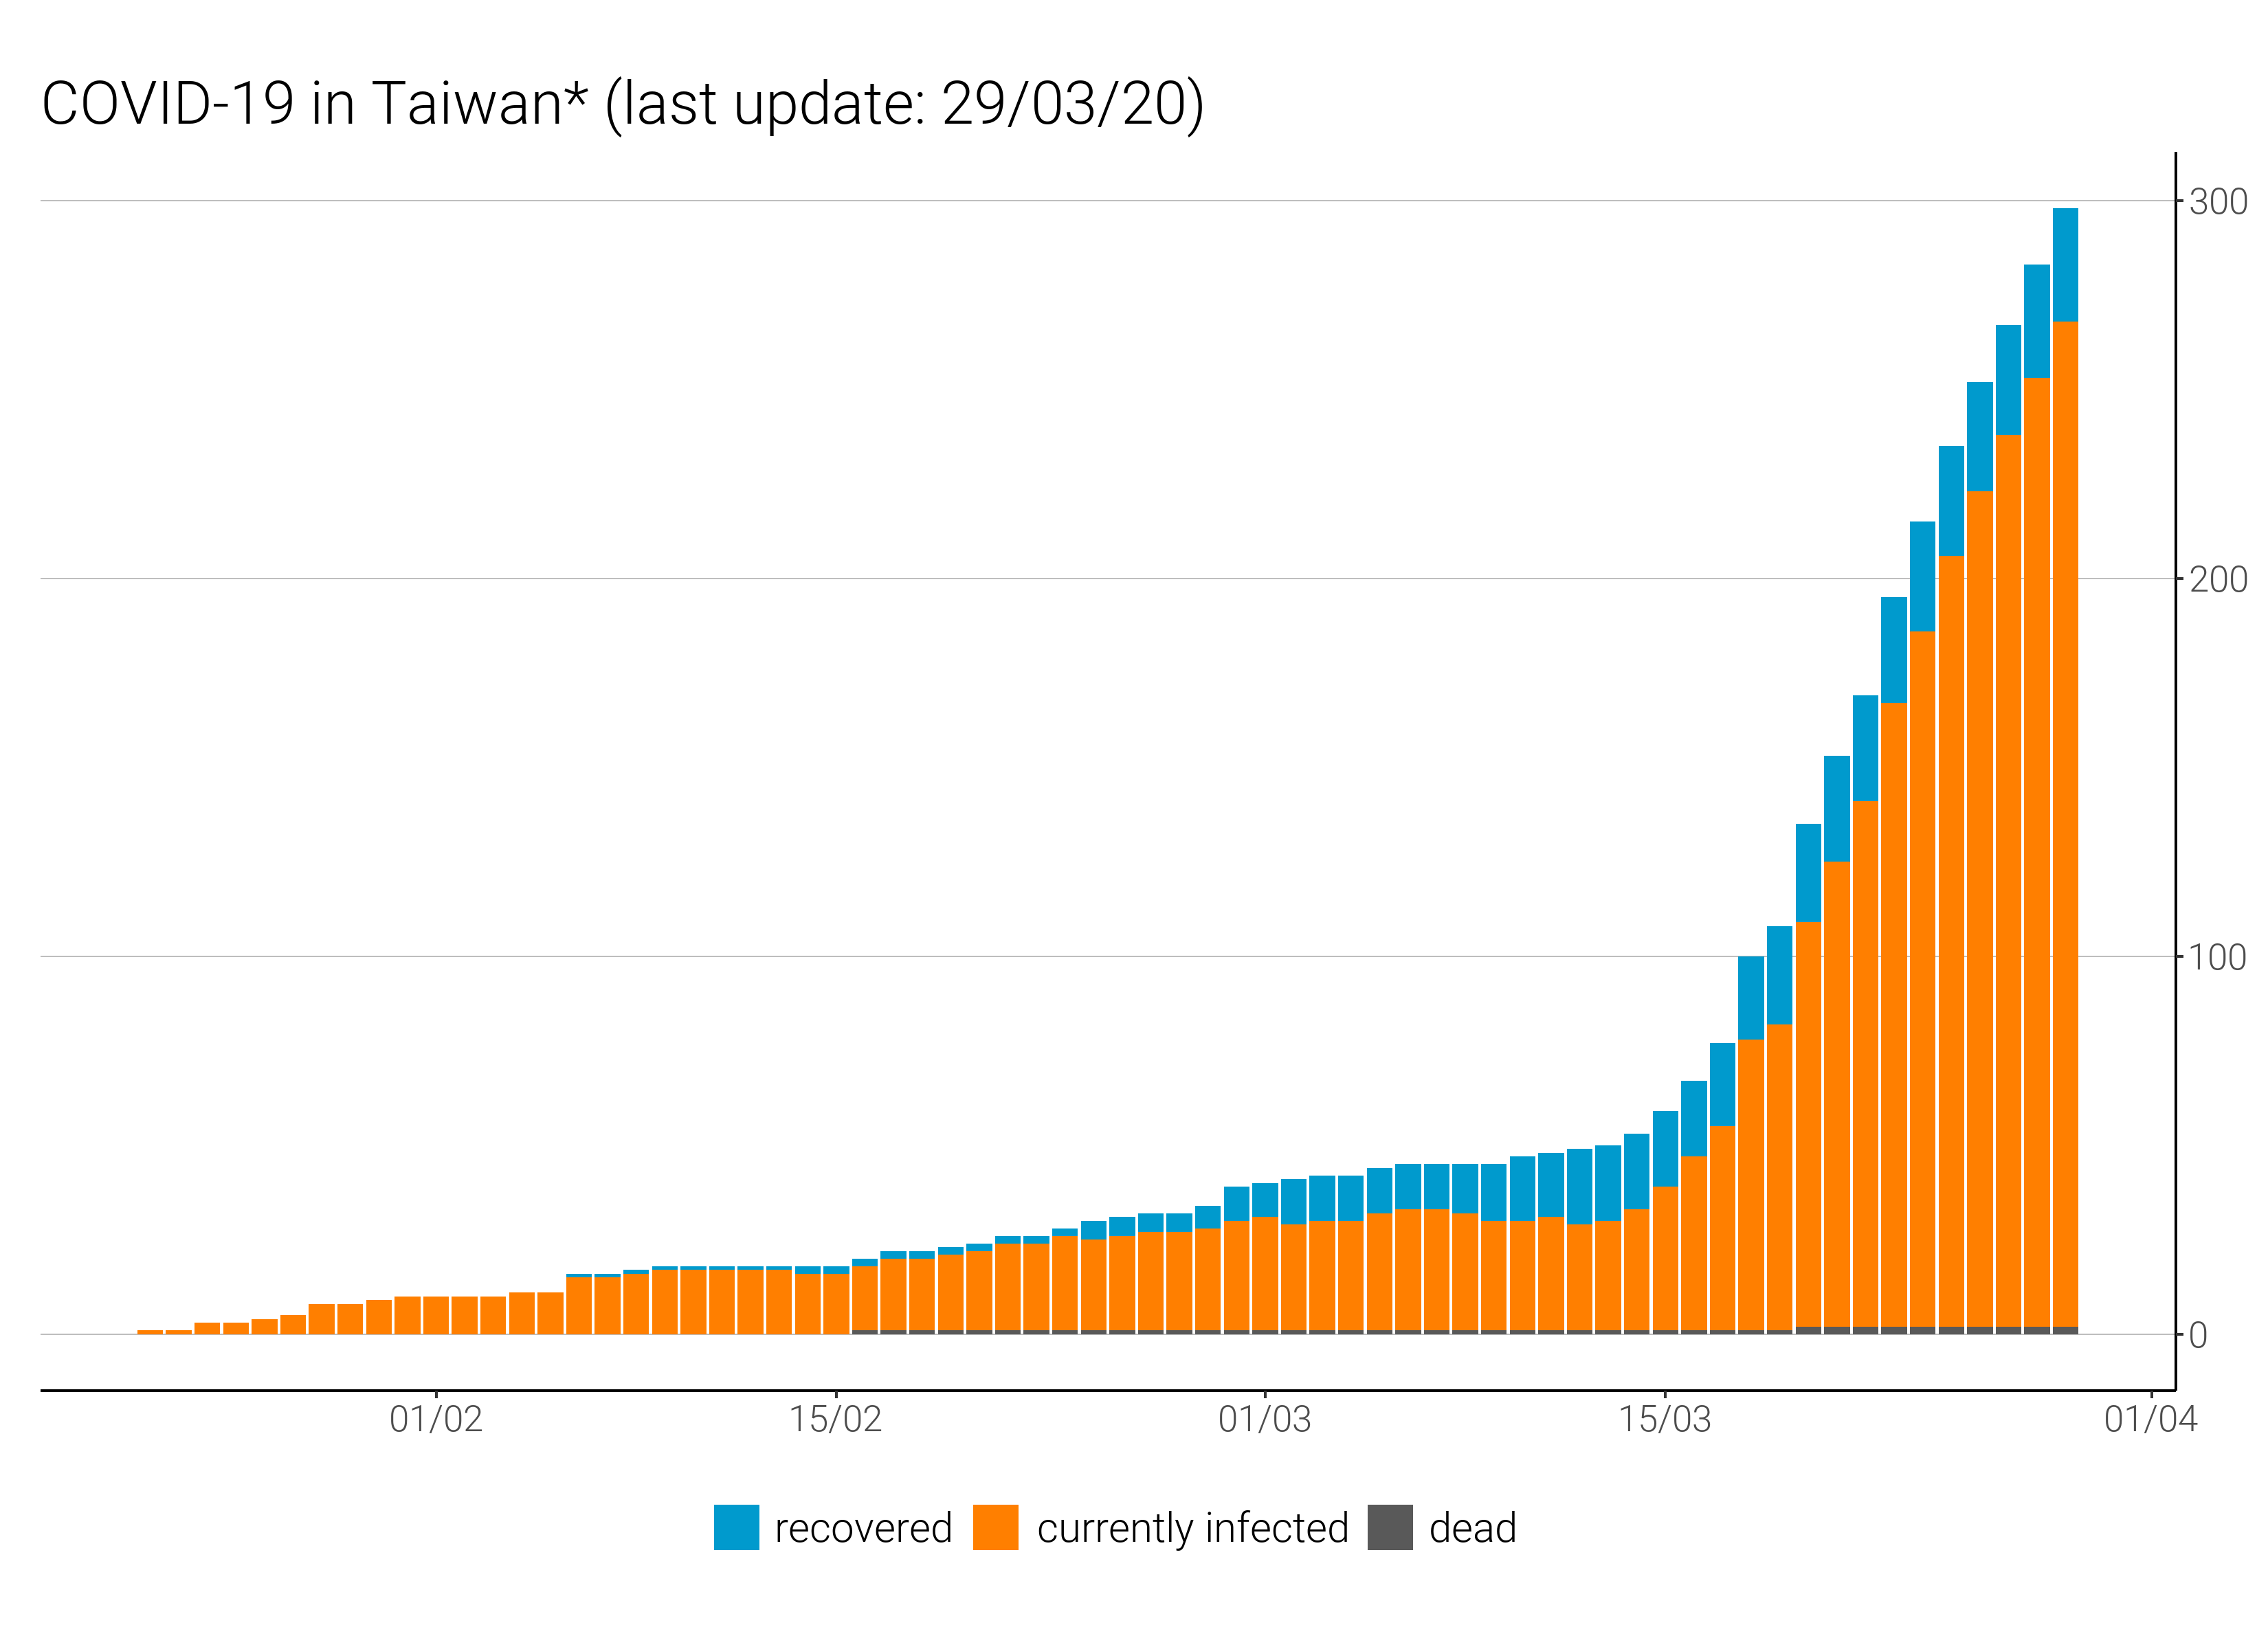 COVID-19 in Taiwan* (last update: 29/03/20)
300
200
100
0
01/02 15/02 01/03 15/03 01/04
recovered currently infected dead